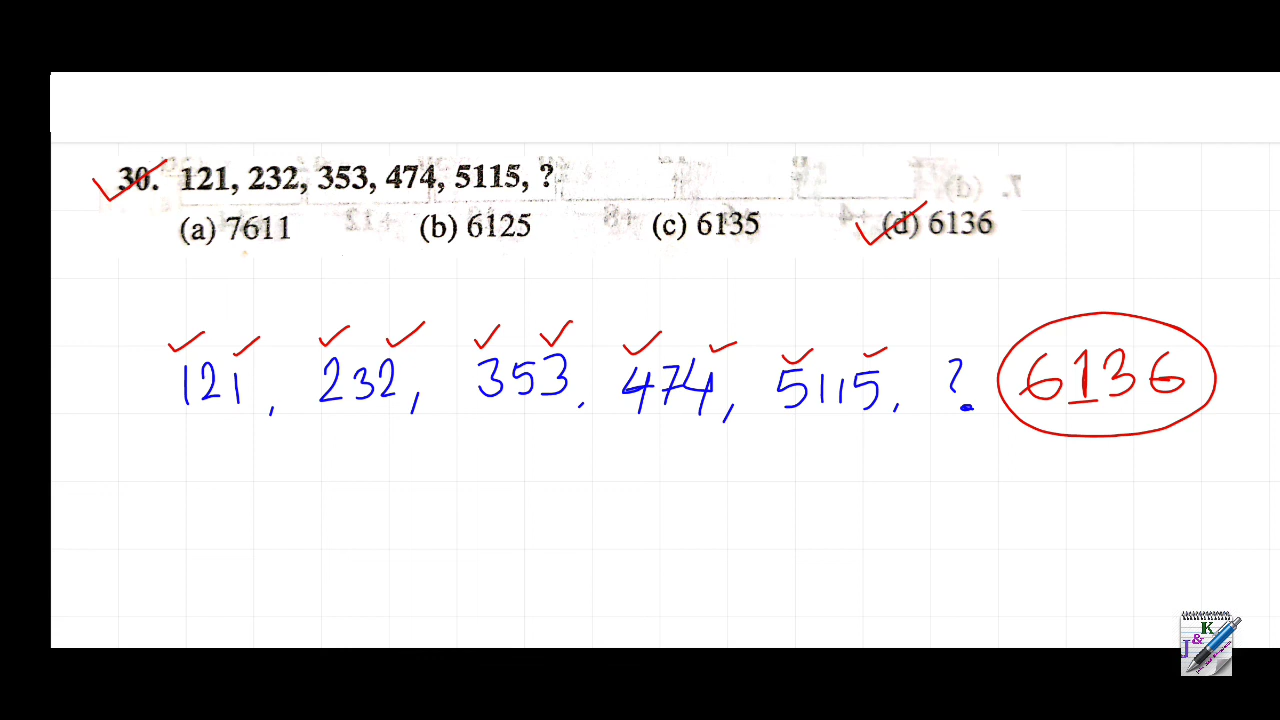 30. 121, 232, 353, 474, 5115, ?
(a) 7611 (b) 6125 (c) 6135 (d) 6136
121, 232, 353, 474, 5115, ? 6136
J&K